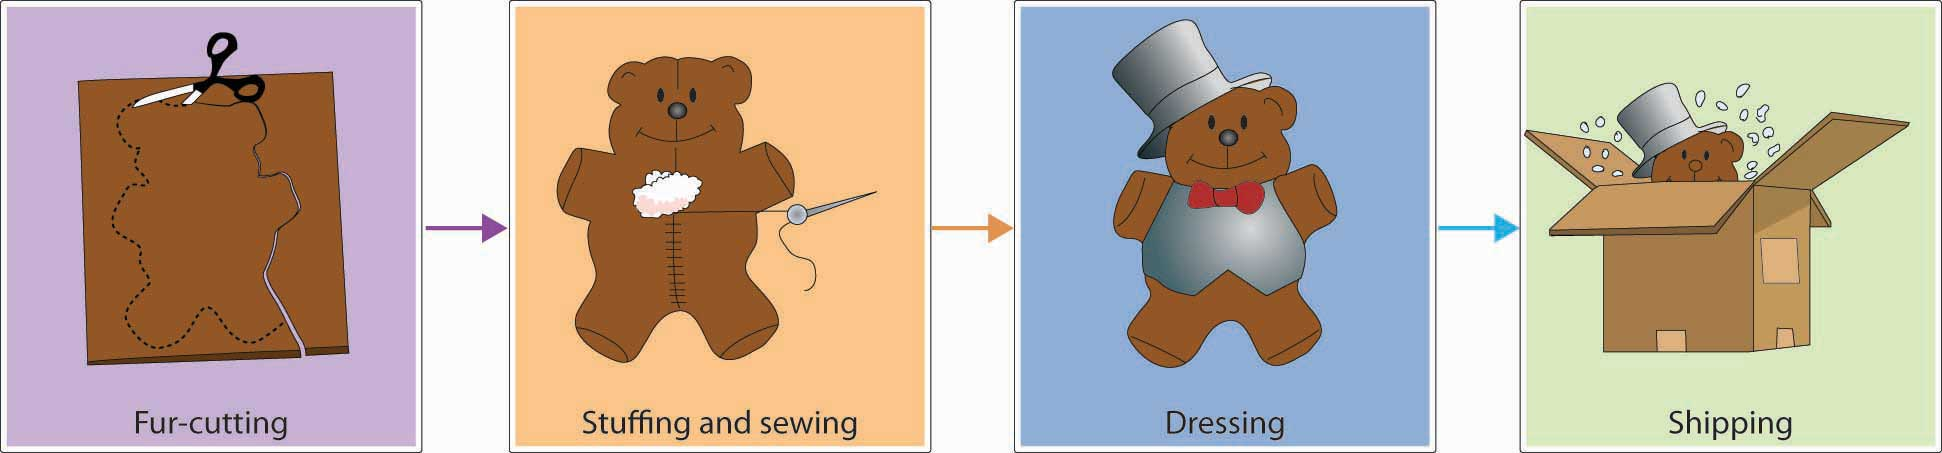 Fur-cutting
Stuffing and sewing
Dressing
Shipping